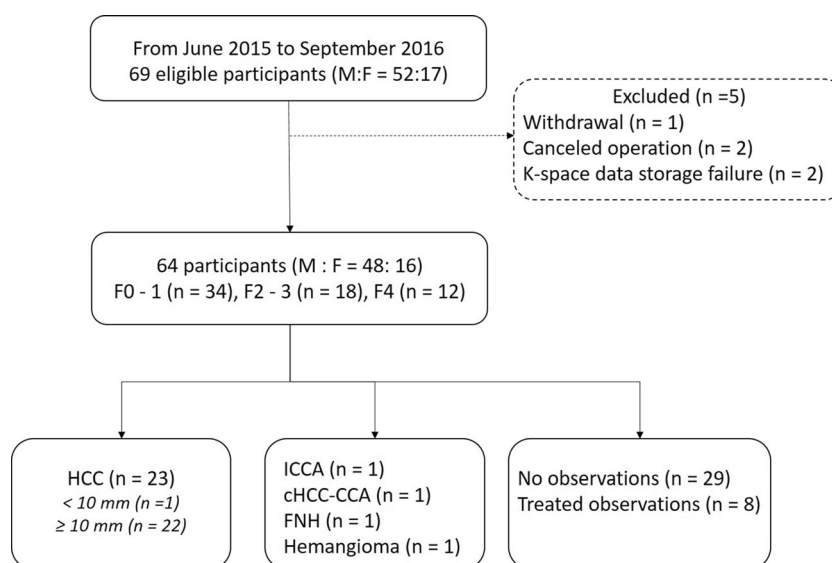 From June 2015 to September 2016
69 eligible participants (M:F = 52:17)
Excluded (n =5)
Withdrawal (n = 1)
Canceled operation (n = 2)
K-space data storage failure (n = 2)
64 participants (M : F = 48: 16)
F0 - 1 (n = 34), F2 - 3 (n = 18), F4 (n = 12)
HCC (n = 23)
< 10 mm (n =1)
≥ 10 mm (n = 22)
ICCA (n = 1)
cHCC-CCA (n = 1)
FNH (n = 1)
Hemangioma (n = 1)
No observations (n = 29)
Treated observations (n = 8)